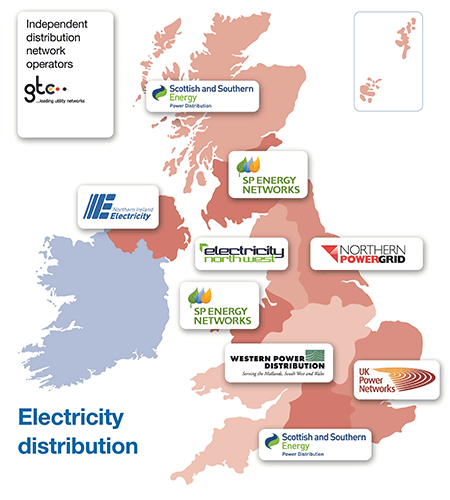 Independent
distribution
network
operators
gtc
...leading utility networks
Scottish and Southern
Energy
Power Distribution
SP ENERGY
NETWORKS
Northern Ireland
Electricity
electricity
north west
NORTHERN
POWERGRID
SP ENERGY
NETWORKS
WESTERN POWER
DISTRIBUTION
Serving the Midlands, South West and Wales
UK
Power
Networks
Electricity
distribution
Scottish and Southern
Energy
Power Distribution